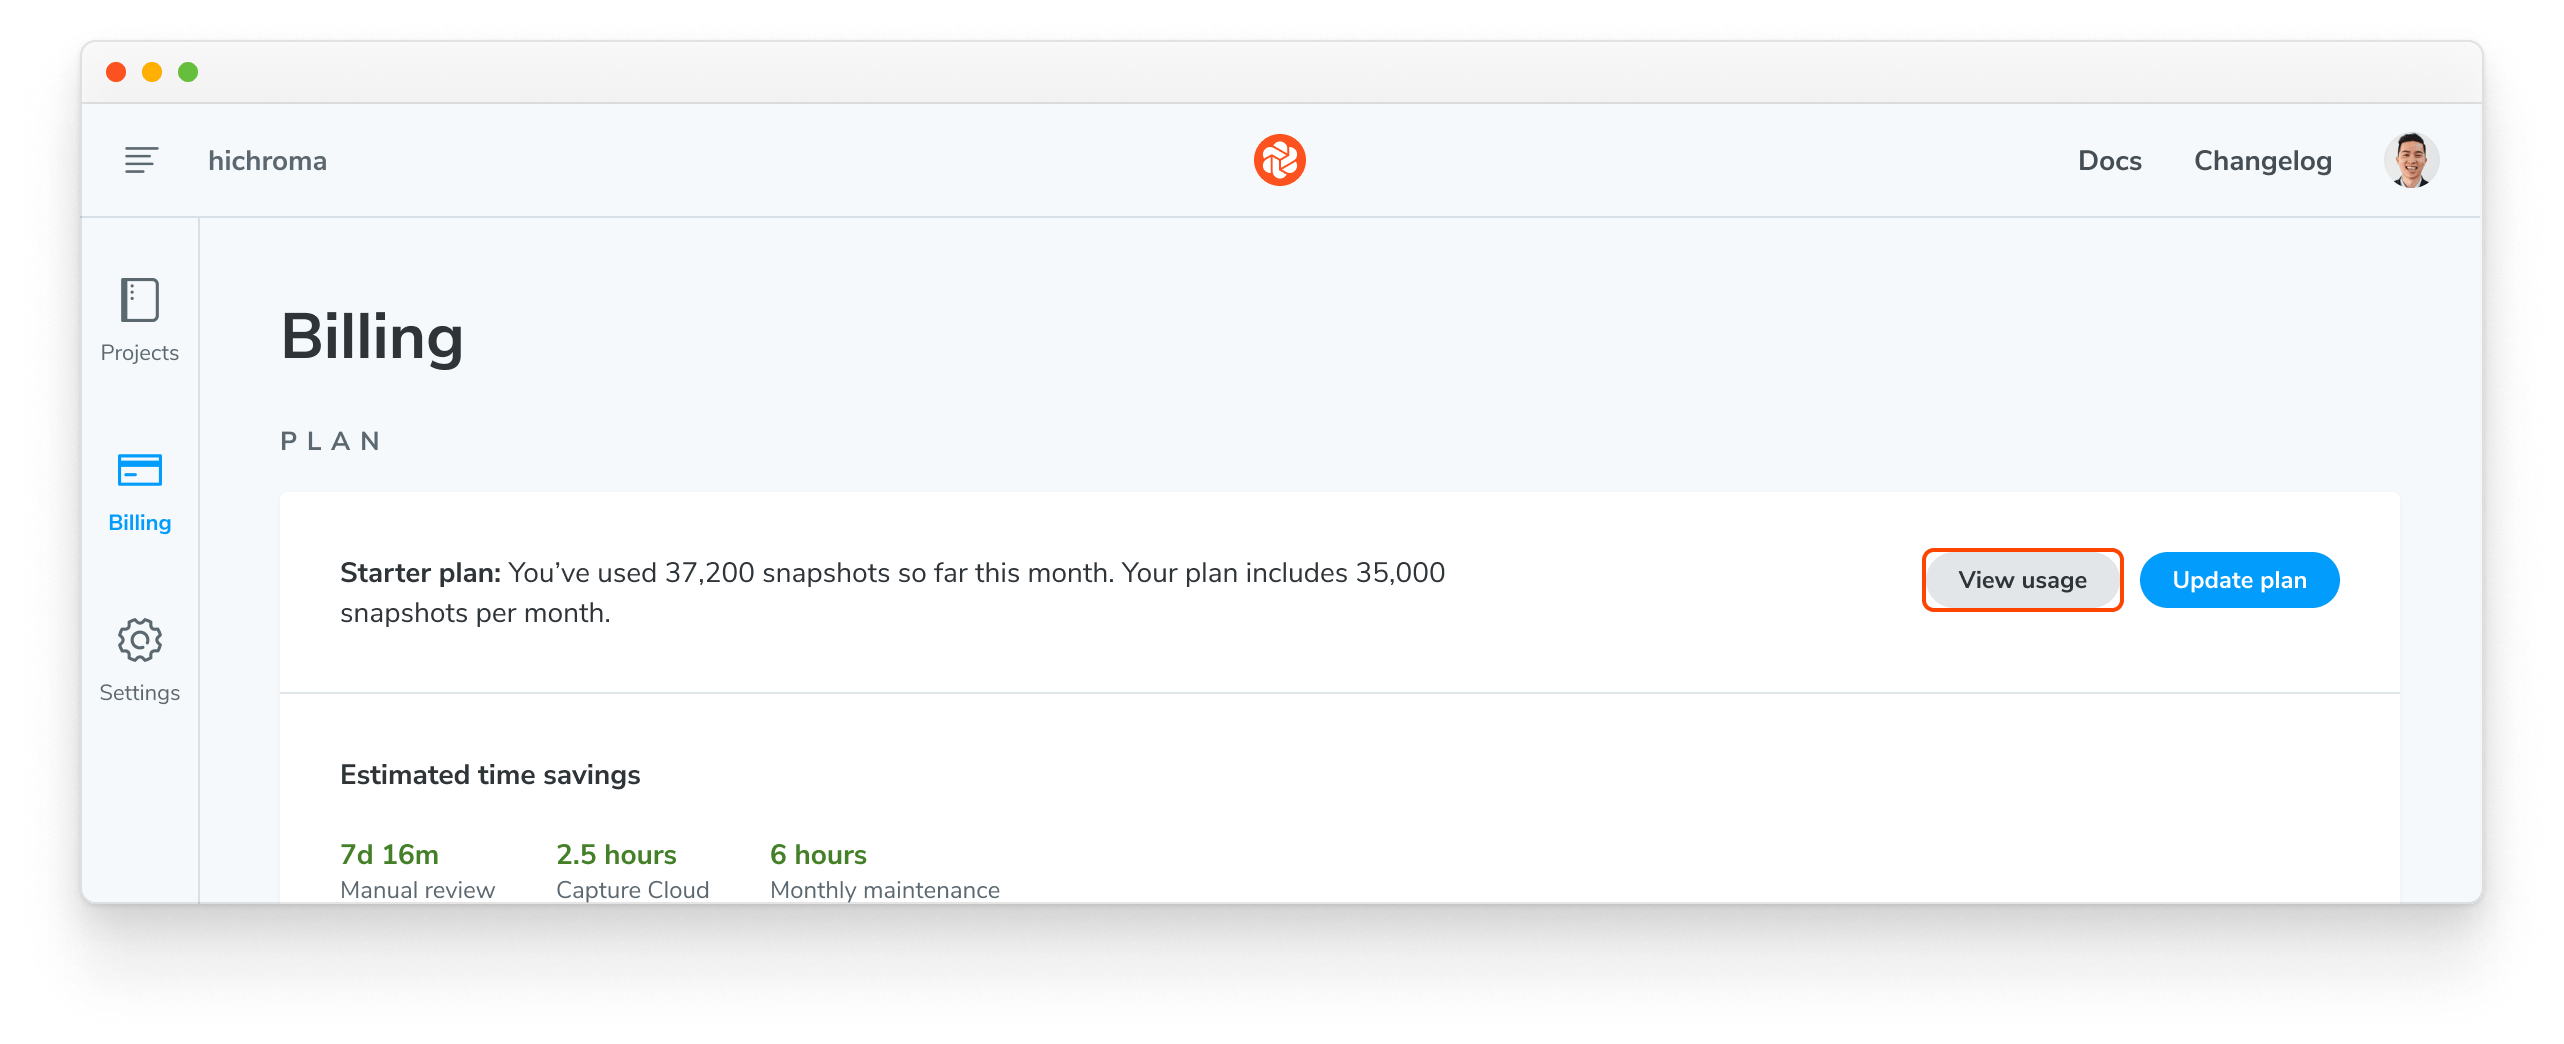 hichroma
Docs
Changelog
Projects
Billing
Settings
Billing
PLAN
Starter plan: You’ve used 37,200 snapshots so far this month. Your plan includes 35,000
snapshots per month.
View usage
Update plan
Estimated time savings
7d 16m
Manual review
2.5 hours
Capture Cloud
6 hours
Monthly maintenance